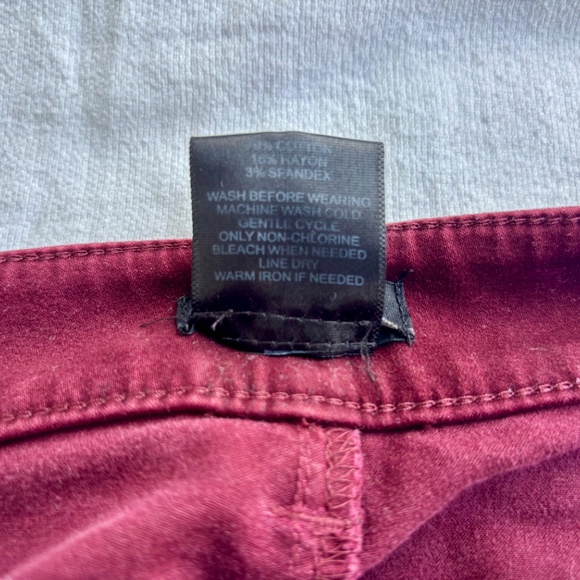 COTTON
RAYON
3% SPANDEX
WASH BEFORE WEARING
MACHINE WASH COLD
GENTLE CYCLE
ONLY NON-CHLORINE
BLEACH WHEN NEEDED
LINE DRY
WARM IRON IF NEEDED